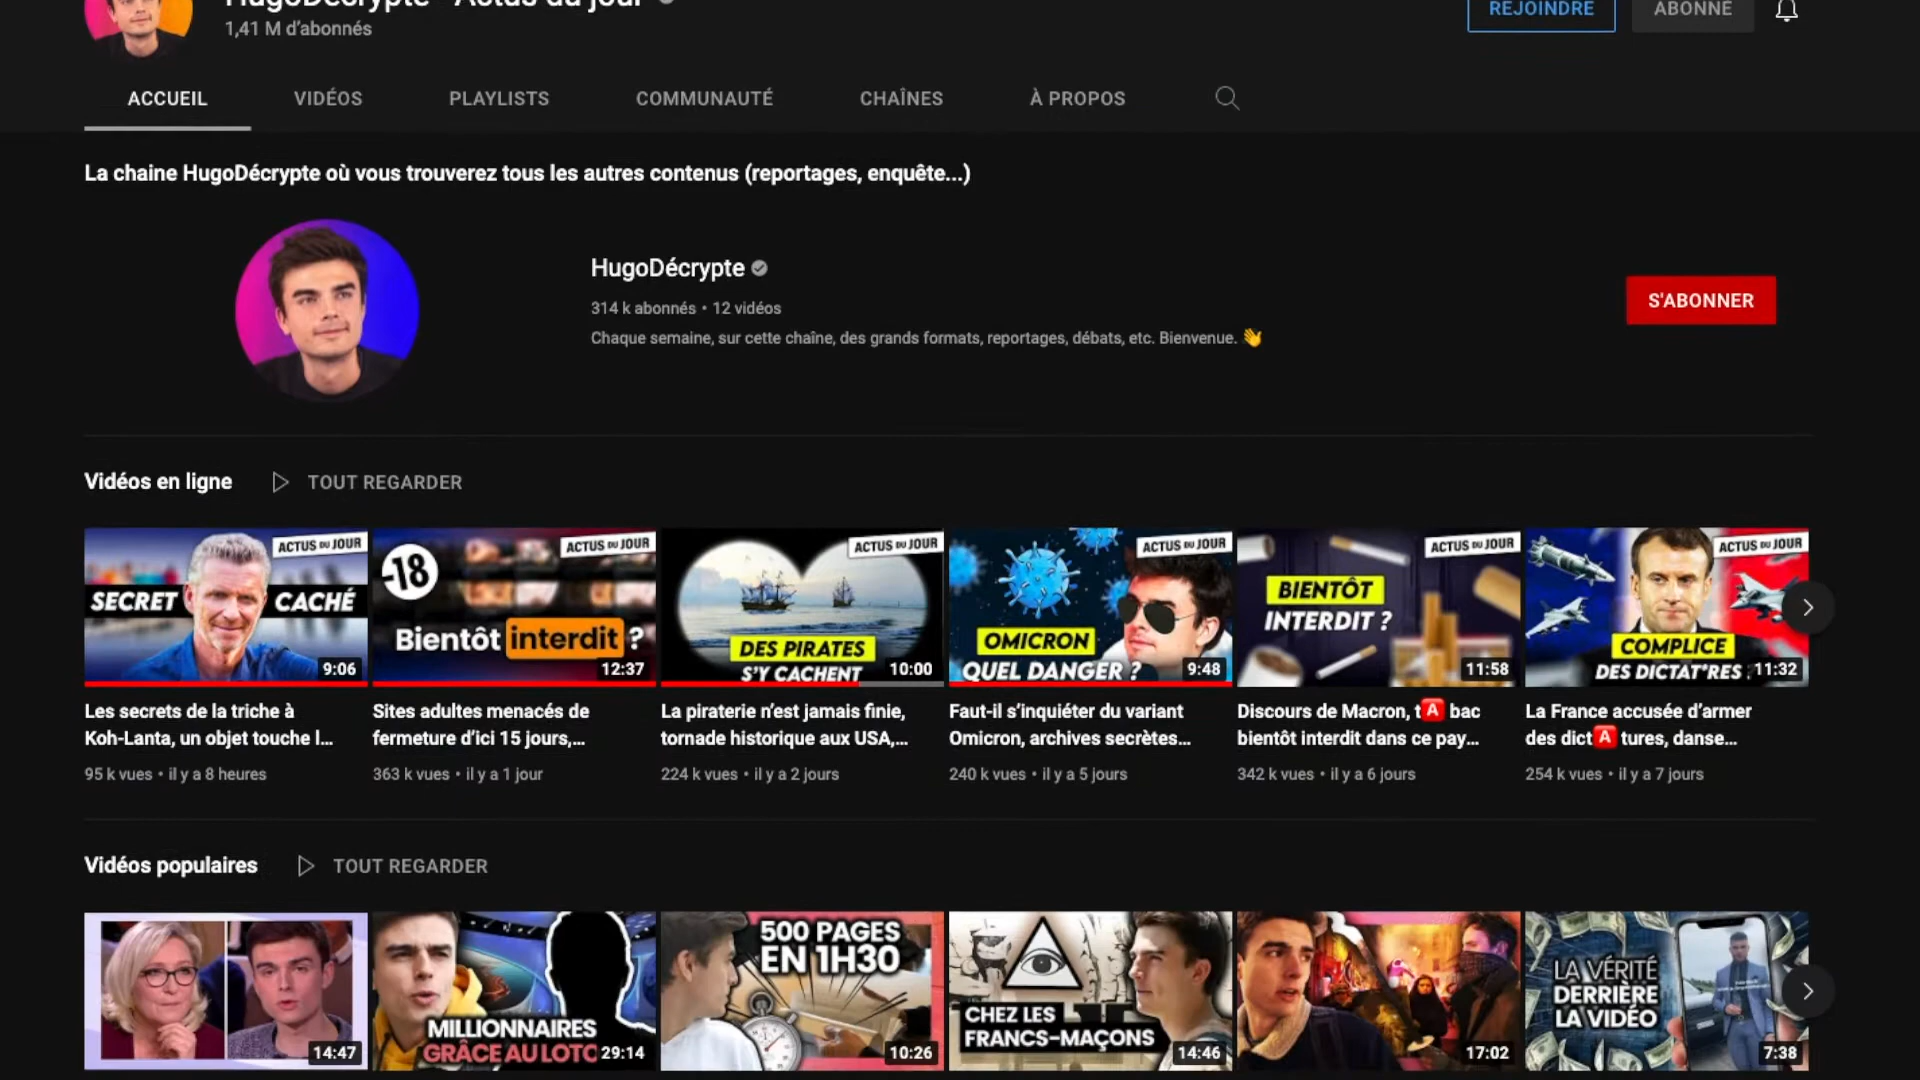 HugoDécrypte - Actus du jour
1,41 M d'abonnés
REJOINDRE
ABONNÉ
ACCUEIL
VIDÉOS
PLAYLISTS
COMMUNAUTÉ
CHAÎNES
À PROPOS
La chaine HugoDécrypte où vous trouverez tous les autres contenus (reportages, enquête...)
HugoDécrypte
314 k abonnés • 12 vidéos
Chaque semaine, sur cette chaîne, des grands formats, reportages, débats, etc. Bienvenue. 👋
S'ABONNER
Vidéos en ligne
TOUT REGARDER
ACTUS DU JOUR
SECRET CACHÉ
9:06
ACTUS DU JOUR
-18
Bientôt interdit ?
12:37
ACTUS DU JOUR
DES PIRATES
S'Y CACHENT
10:00
ACTUS DU JOUR
OMICRON
QUEL DANGER ?
9:48
ACTUS DU JOUR
BIENTÔT
INTERDIT ?
11:58
ACTUS DU JOUR
COMPLICE
DES DICTAT*RES
11:32
Les secrets de la triche à
Koh-Lanta, un objet touche l...
95 k vues • il y a 8 heures
Sites adultes menacés de
fermeture d'ici 15 jours,...
363 k vues • il y a 1 jour
La piraterie n'est jamais finie,
tornade historique aux USA,...
224 k vues • il y a 2 jours
Faut-il s'inquiéter du variant
Omicron, archives secrètes...
240 k vues • il y a 5 jours
Discours de Macron, t🅰️bac
bientôt interdit dans ce pay...
342 k vues • il y a 6 jours
La France accusée d'armer
des dict🅰️tures, danse...
254 k vues • il y a 7 jours
Vidéos populaires
TOUT REGARDER
14:47
MILLIONNAIRES
GRÂCE AU LOTO
29:14
500 PAGES
EN 1H30
10:26
CHEZ LES
FRANCS-MAÇONS
14:46
17:02
LA VÉRITÉ
DERRIÈRE
LA VIDÉO
7:38